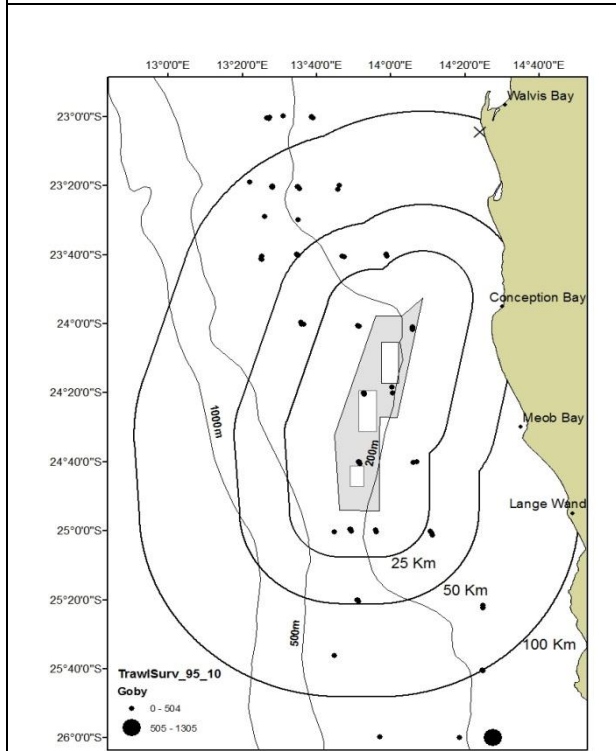 13°0'0"E 13°20'0"E 13°40'0"E 14°0'0"E 14°20'0"E 14°40'0"E
Walvis Bay
23°0'0"S
23°20'0"S
23°40'0"S
Conception Bay
24°0'0"S
24°20'0"S
1000m
Meob Bay
200m
24°40'0"S
Lange Wand
25°0'0"S
25 Km
50 Km
25°20'0"S
500m
100 Km
25°40'0"S
TrawlSurv_95_10
Goby
0 - 504
505 - 1305
26°0'0"S